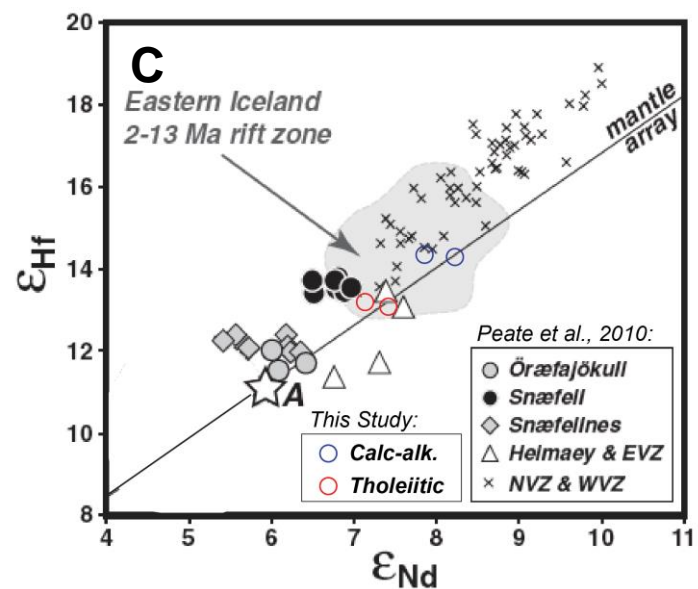 C
Eastern Iceland
2-13 Ma rift zone
mantle
array
20
18
16
14
12
10
8
εHf
A
This Study:
Calc-alk.
Tholeiitic
Peate et al., 2010:
Öræfajökull
Snæfell
Snæfellnes
Heimaey & EVZ
NVZ & WVZ
4
5
6
7
8
9
10
11
εNd